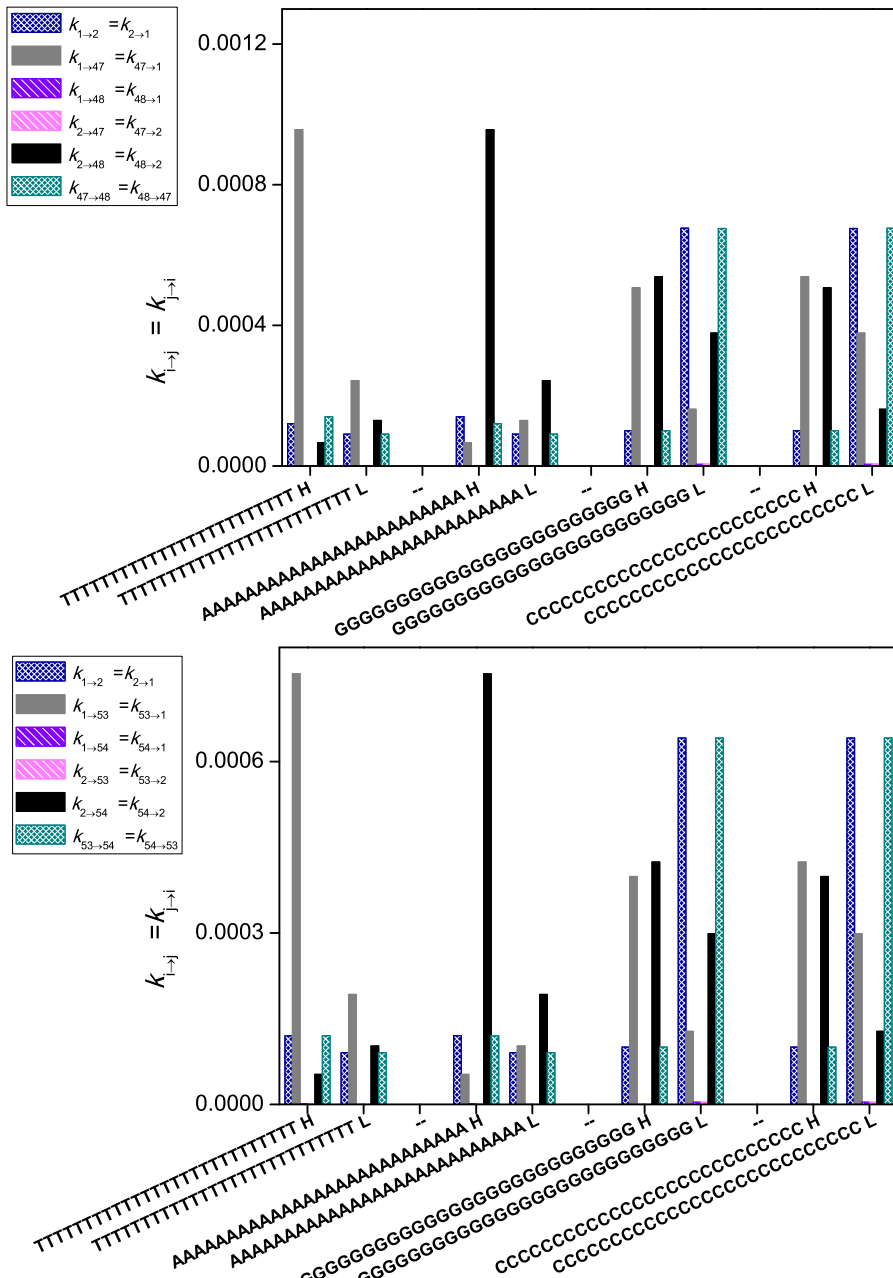 k1→2 = k2→1
k1→47 = k47→1
k1→48 = k48→1
k2→47 = k47→2
k2→48 = k48→2
k47→48 = k48→47
0.0012
0.0008
0.0004
0.0000
ki→j = kj→i
TTTTTTTTTTTTTTTTTTTTTTTT H
TTTTTTTTTTTTTTTTTTTTTTTT L
--
AAAAAAAAAAAAAAAAAAAAAAAA H
AAAAAAAAAAAAAAAAAAAAAAAA L
--
GGGGGGGGGGGGGGGGGGGGGGGG H
GGGGGGGGGGGGGGGGGGGGGGGG L
--
CCCCCCCCCCCCCCCCCCCCCCCC H
CCCCCCCCCCCCCCCCCCCCCCCC L
k1→2 = k2→1
k1→53 = k53→1
k1→54 = k54→1
k2→53 = k53→2
k2→54 = k54→2
k53→54 = k54→53
0.0006
0.0003
0.0000
ki→j = kj→i
TTTTTTTTTTTTTTTTTTTTTTTTTTT H
TTTTTTTTTTTTTTTTTTTTTTTTTTT L
--
AAAAAAAAAAAAAAAAAAAAAAAAAAA H
AAAAAAAAAAAAAAAAAAAAAAAAAAA L
--
GGGGGGGGGGGGGGGGGGGGGGGGGGG H
GGGGGGGGGGGGGGGGGGGGGGGGGG L
--
CCCCCCCCCCCCCCCCCCCCCCCCCCC H
CCCCCCCCCCCCCCCCCCCCCCCCCCC L